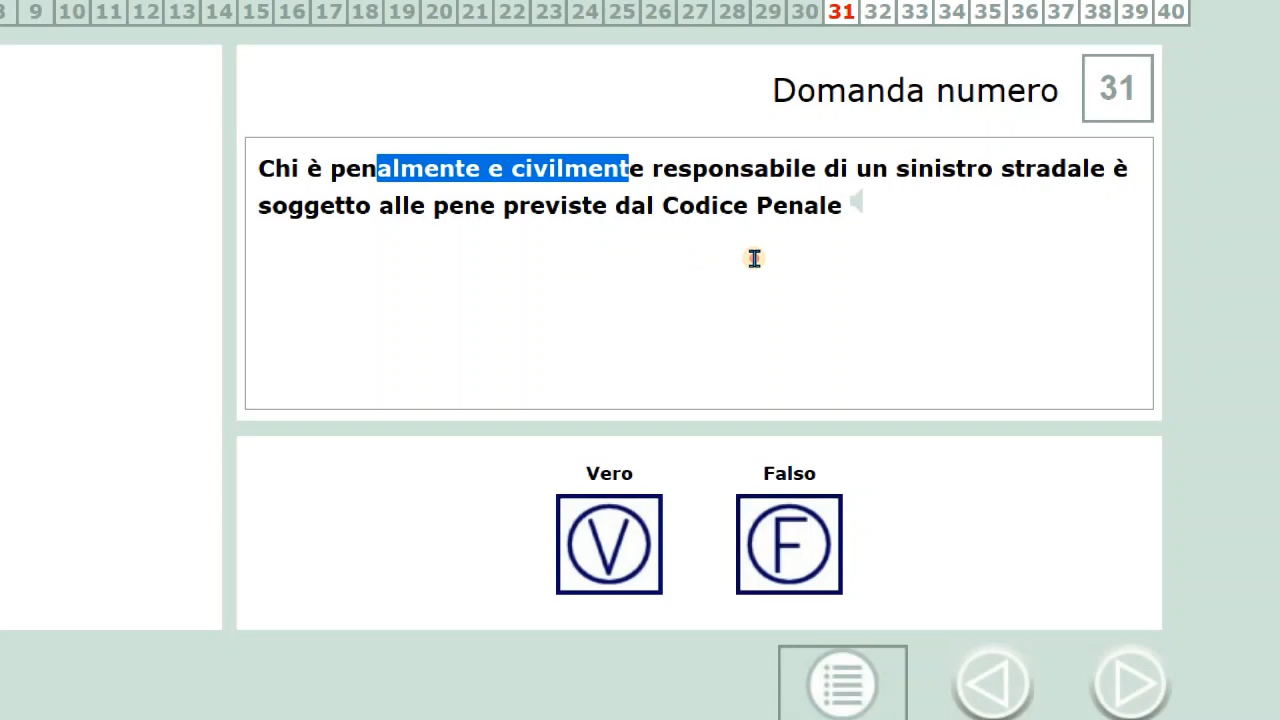 9 10 11 12 13 14 15 16 17 18 19 20 21 22 23 24 25 26 27 28 29 30 31 32 33 34 35 36 37 38 39 40
Domanda numero 31
Chi è penalmente e civilmente responsabile di un sinistro stradale è
soggetto alle pene previste dal Codice Penale
Vero Falso
V F